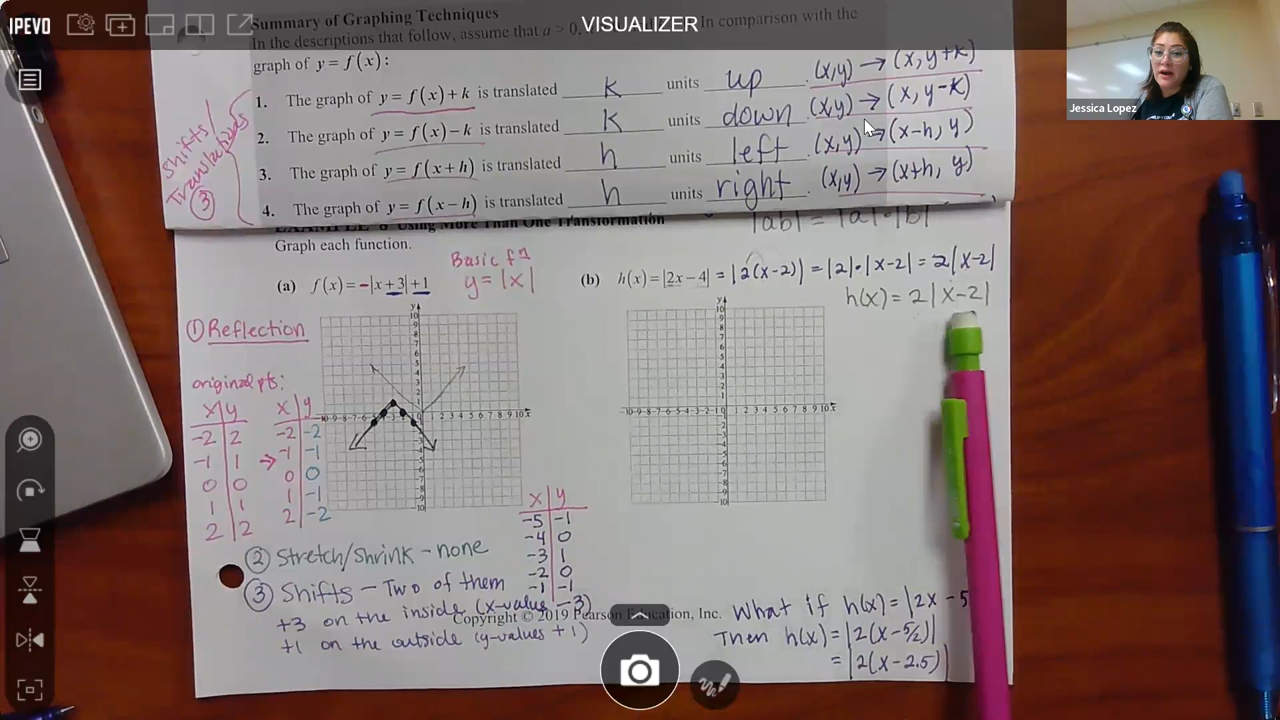 IPEVO
VISUALIZER
Jessica Lopez
Summary of Graphing Techniques
In the descriptions that follow, assume that a > 0, In comparison with the
graph of y = f(x):
1. The graph of y = f(x) + k is translated k units up. (x,y) → (x, y+k)
2. The graph of y = f(x) − k is translated k units down (x,y) → (x, y−k)
3. The graph of y = f(x + h) is translated h units left. (x,y) → (x−h, y)
4. The graph of y = f(x − h) is translated h units right. (x,y) → (x+h, y)
Shifts/
Translations
③
Using More Than One Transformation
|ab| = |a|·|b|
Graph each function.
Basic fn
y = |x|
(a) f(x) = −|x + 3| + 1
(b) h(x) = |2x − 4| = |2(x−2)| = |2|·|x−2| = 2|x−2|
h(x) = 2|x−2|
① Reflection
original pts:
x | y
-2 | 2
-1 | 1
0 | 0
1 | 1
2 | 2
→
x | y
-2 | -2
-1 | -1
0 | 0
1 | -1
2 | -2
x | y
-5 | -1
-4 | 0
-3 | 1
-2 | 0
-1 | -1
② Stretch/Shrink - none
③ Shifts - Two of them
+3 on the inside (x-value -3)
+1 on the outside (y-values +1)
Copyright © 2019 Pearson Education, Inc.
What if h(x) = |2x − 5
Then h(x) = |2(x − 5/2)|
= |2(x − 2.5)|